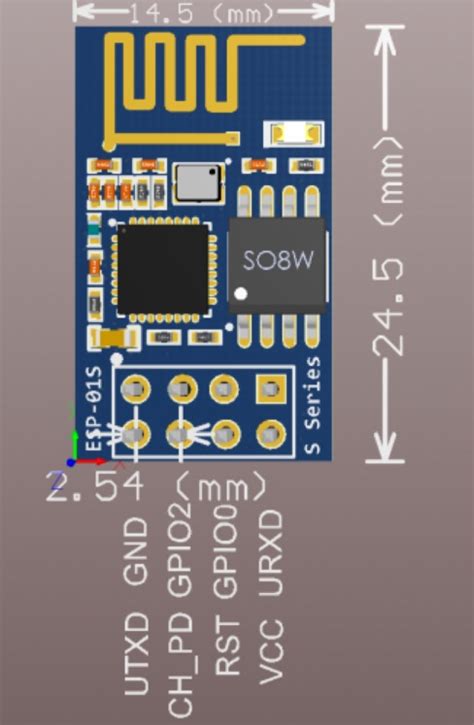 14.5 (mm)
SO8W
24.5 (mm)
ESP-01S
S Series
2.54 (mm)
UTXD GND
CH_PD GPIO2
RST GPIO0
VCC URXD